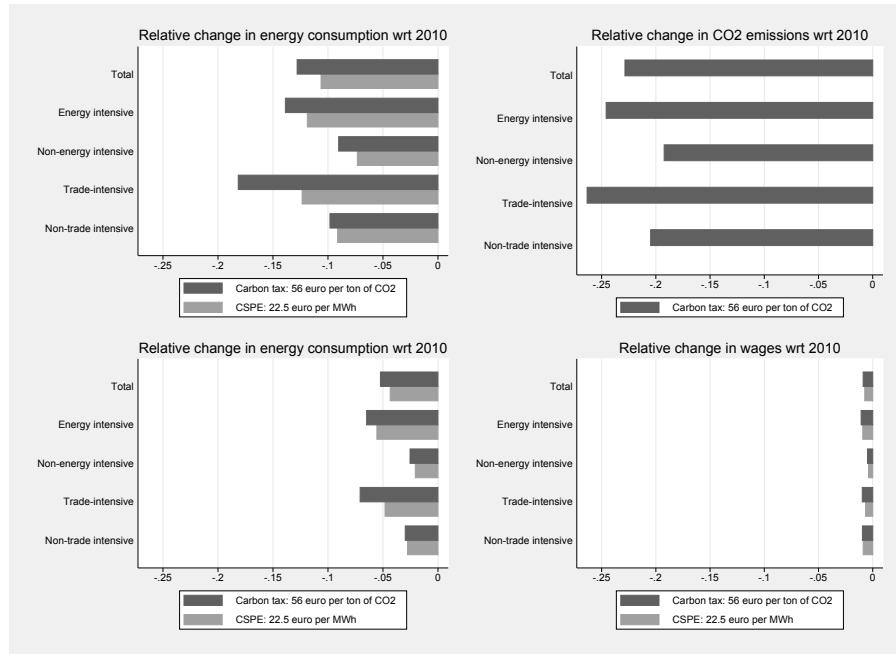 Relative change in energy consumption wrt 2010
Total
Energy intensive
Non-energy intensive
Trade-intensive
Non-trade intensive
-.25 -.2 -.15 -.1 -.05 0
Carbon tax: 56 euro per ton of CO2
CSPE: 22.5 euro per MWh
Relative change in CO2 emissions wrt 2010
Total
Energy intensive
Non-energy intensive
Trade-intensive
Non-trade intensive
-.25 -.2 -.15 -.1 -.05 0
Carbon tax: 56 euro per ton of CO2
Relative change in energy consumption wrt 2010
Total
Energy intensive
Non-energy intensive
Trade-intensive
Non-trade intensive
-.25 -.2 -.15 -.1 -.05 0
Carbon tax: 56 euro per ton of CO2
CSPE: 22.5 euro per MWh
Relative change in wages wrt 2010
Total
Energy intensive
Non-energy intensive
Trade-intensive
Non-trade intensive
-.25 -.2 -.15 -.1 -.05 0
Carbon tax: 56 euro per ton of CO2
CSPE: 22.5 euro per MWh